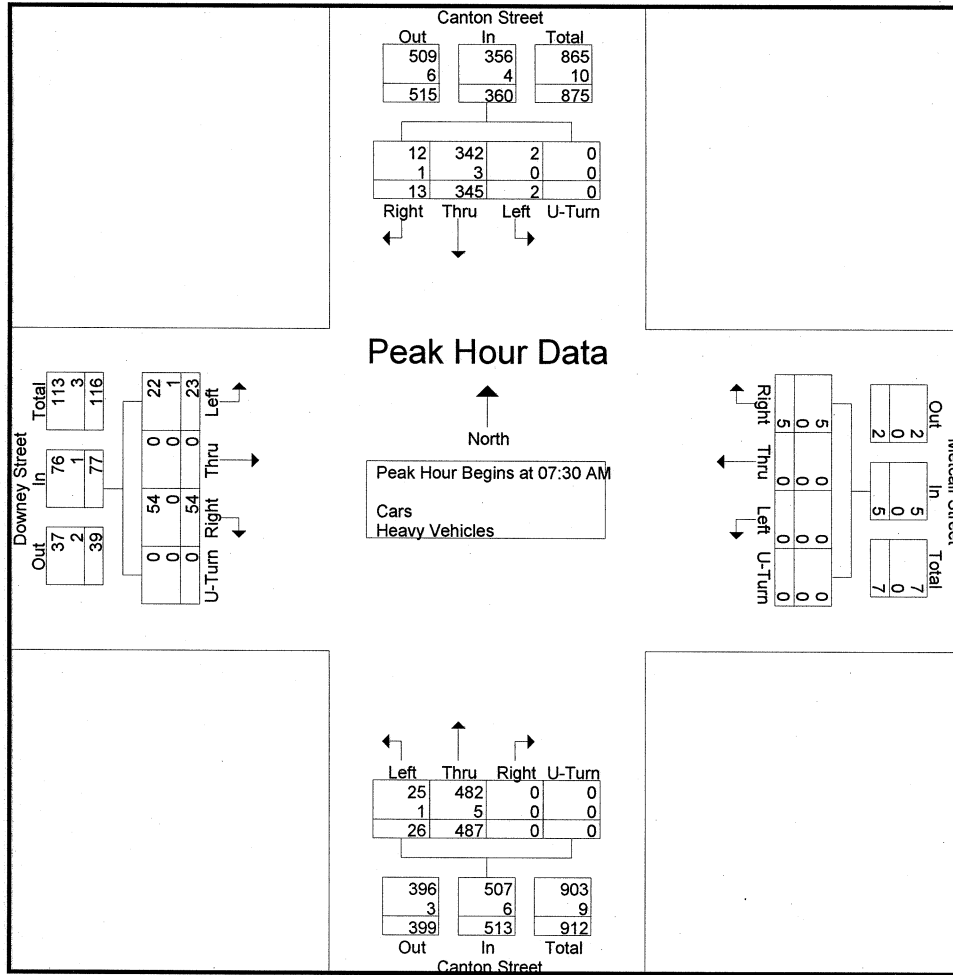 Canton Street
Out In Total
509 356 865
6 4 10
515 360 875
12 342 2 0
1 3 0 0
13 345 2 0
Right Thru Left U-Turn
Peak Hour Data
North
Peak Hour Begins at 07:30 AM
Cars
Heavy Vehicles
Downey Street
Out In Total
37 76 113
2 1 3
39 77 116
22 0 54 0
1 0 0 0
23 0 54 0
Left Thru Right U-Turn
Street
Out In Total
2 5 7
0 0 0
2 5 7
5 0 0 0
0 0 0 0
5 0 0 0
Right Thru Left U-Turn
Left Thru Right U-Turn
25 482 0 0
1 5 0 0
26 487 0 0
396 507 903
3 6 9
399 513 912
Out In Total
Canton Street